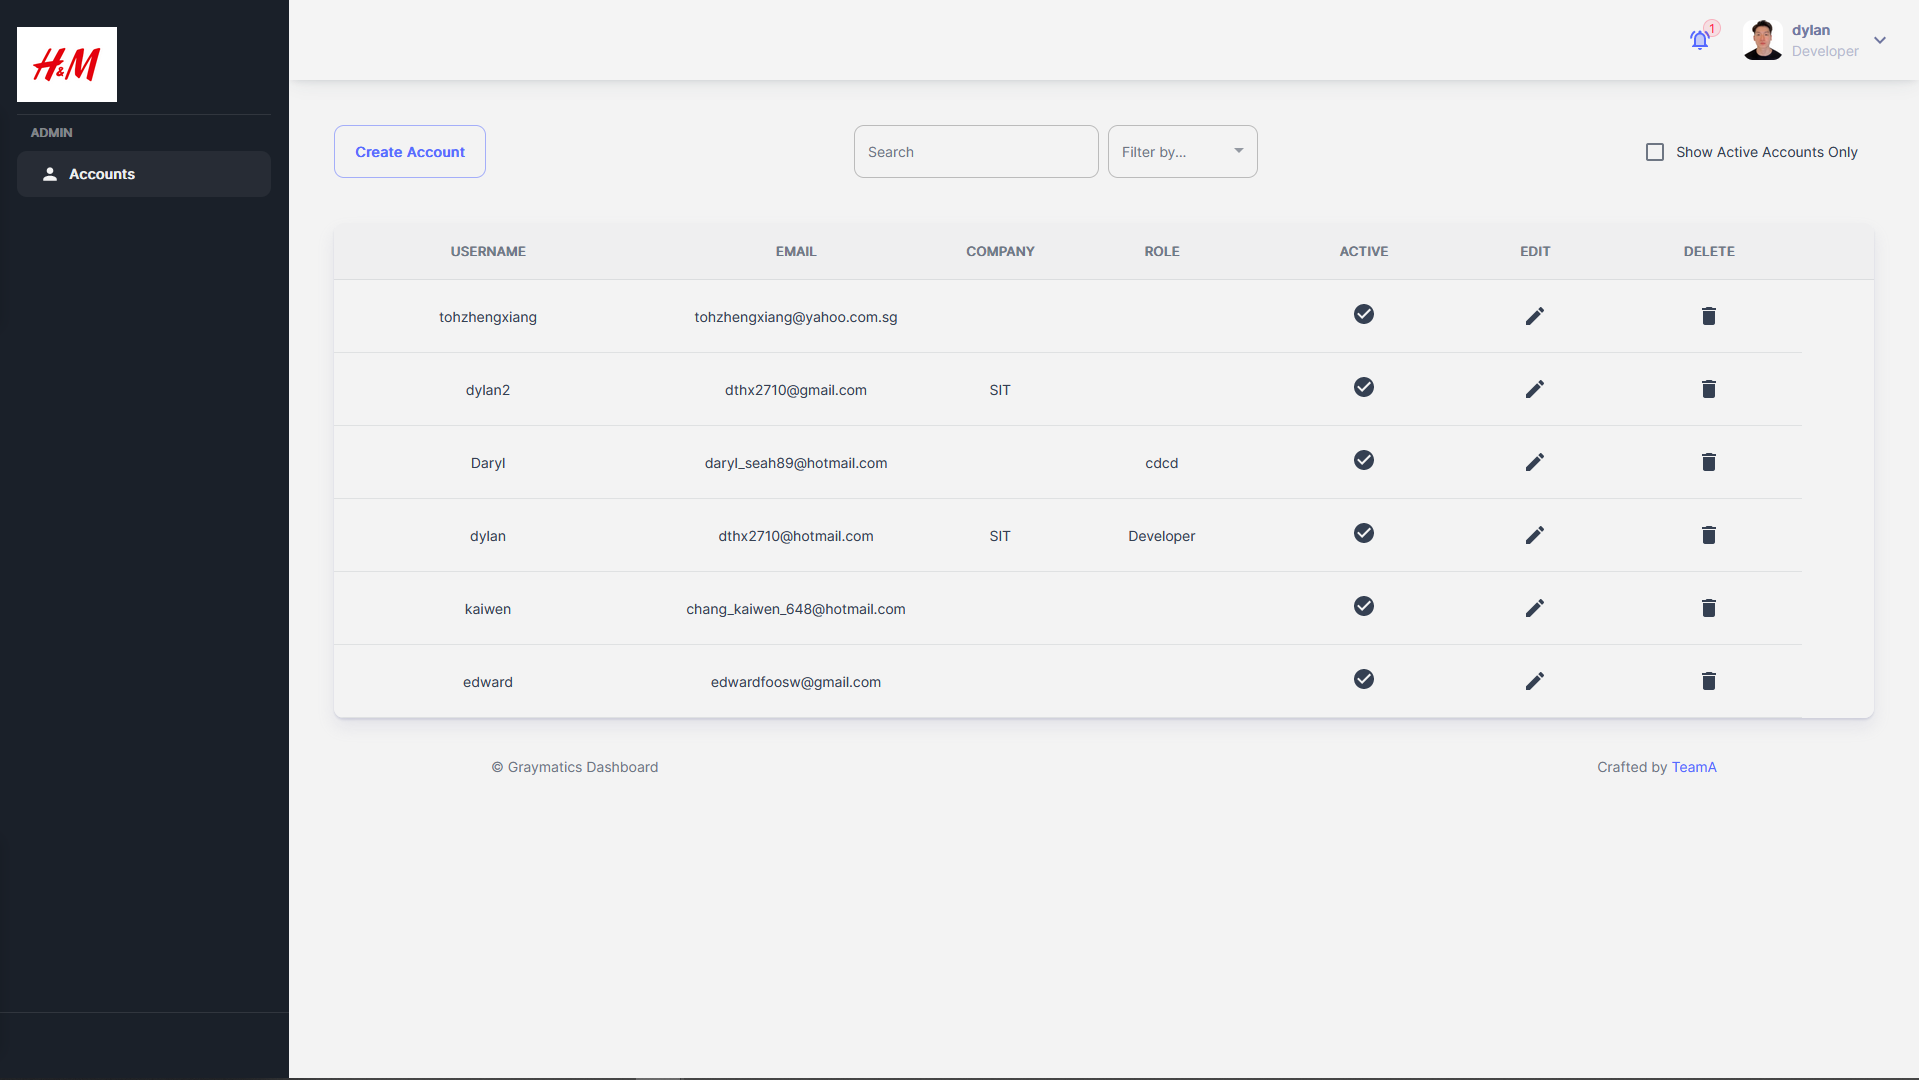 H&M
1
dylan
Developer
ADMIN
Accounts
Create Account
Search
Filter by...
Show Active Accounts Only
USERNAME EMAIL COMPANY ROLE ACTIVE EDIT DELETE
tohzhengxiang tohzhengxiang@yahoo.com.sg
dylan2 dthx2710@gmail.com SIT
Daryl daryl_seah89@hotmail.com cdcd
dylan dthx2710@hotmail.com SIT Developer
kaiwen chang_kaiwen_648@hotmail.com
edward edwardfoosw@gmail.com
© Graymatics Dashboard
Crafted by TeamA